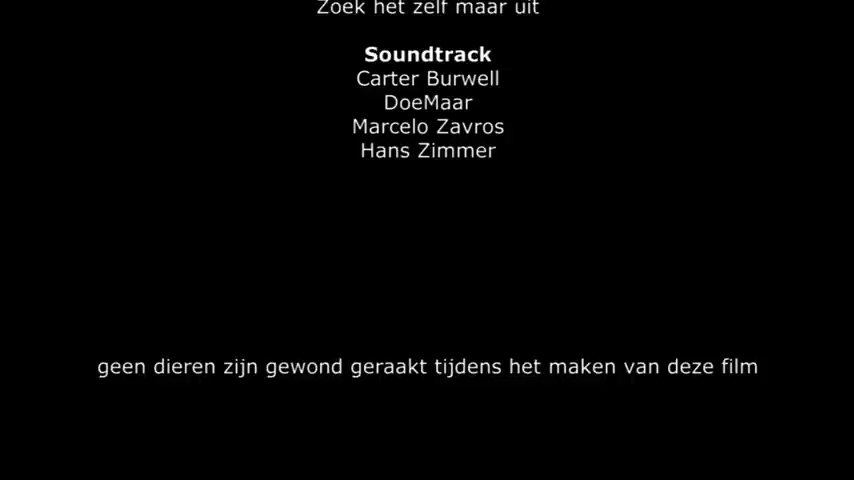 Zoek het zelf maar uit
Soundtrack
Carter Burwell
DoeMaar
Marcelo Zavros
Hans Zimmer
geen dieren zijn gewond geraakt tijdens het maken van deze film